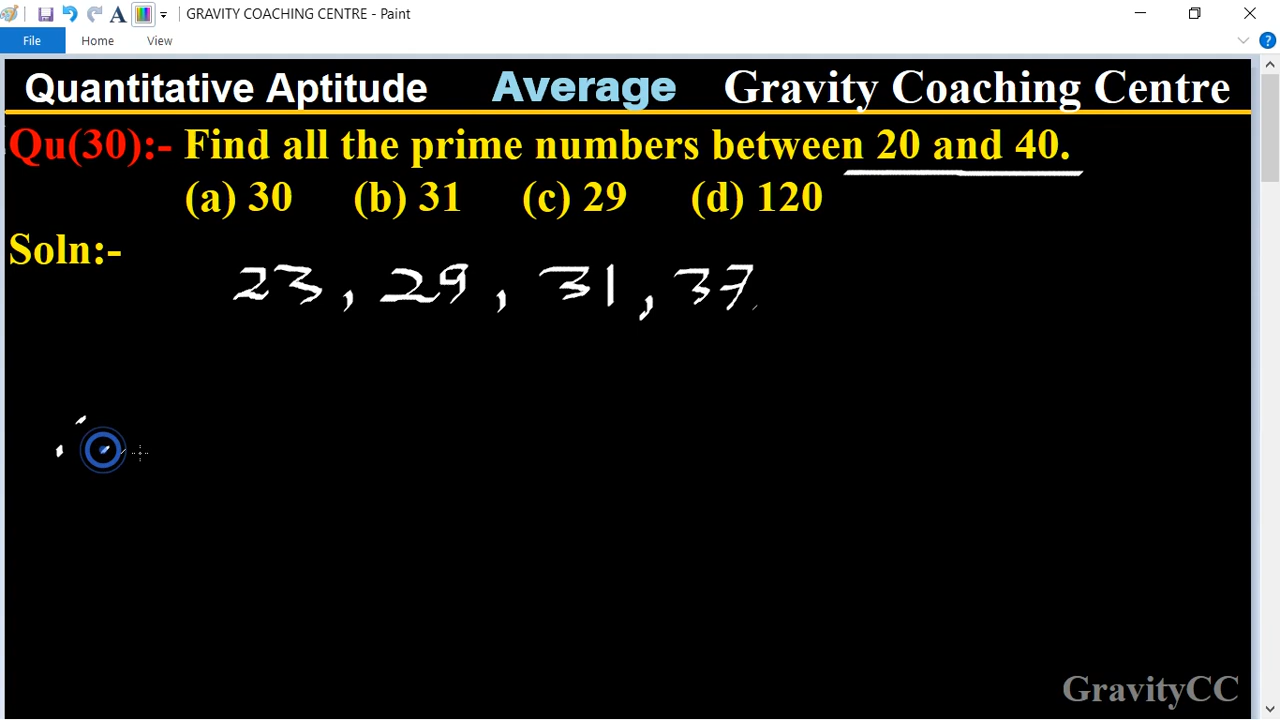 GRAVITY COACHING CENTRE - Paint
File Home View
Quantitative Aptitude Average Gravity Coaching Centre
Qu(30):- Find all the prime numbers between 20 and 40.
(a) 30 (b) 31 (c) 29 (d) 120
Soln:-
23, 29, 31, 37
GravityCC